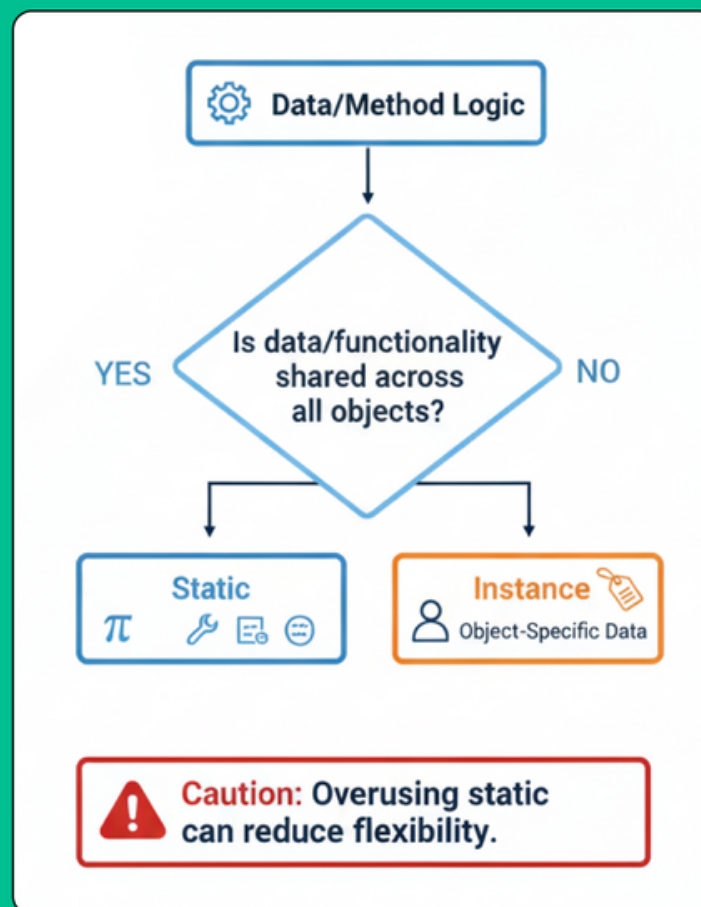 Data/Method Logic
Is data/functionality
shared across
all objects?
YES
NO
Static
π
Instance
Object-Specific Data
Caution: Overusing static
can reduce flexibility.